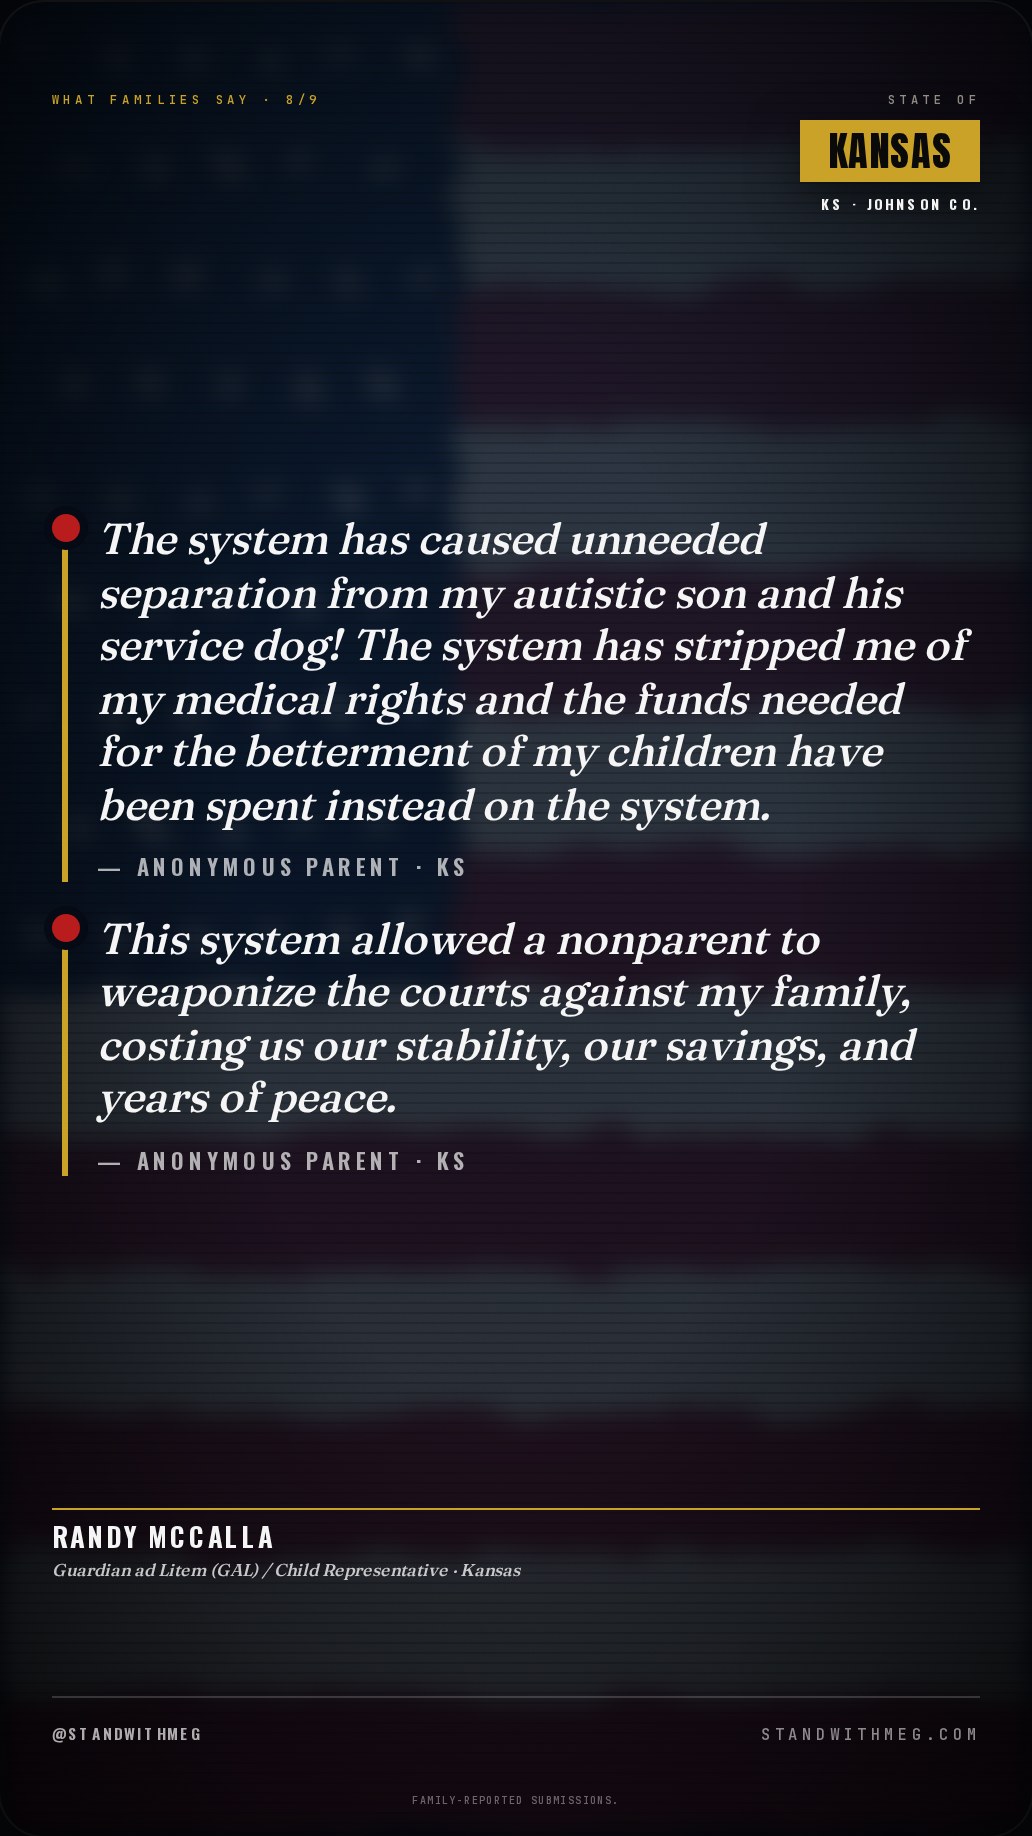 WHAT FAMILIES SAY · 8/9
STATE OF
KANSAS
KS · JOHNSON CO.
The system has caused unneeded
separation from my autistic son and his
service dog! The system has stripped me of
my medical rights and the funds needed
for the betterment of my children have
been spent instead on the system.
— ANONYMOUS PARENT · KS
This system allowed a nonparent to
weaponize the courts against my family,
costing us our stability, our savings, and
years of peace.
— ANONYMOUS PARENT · KS
RANDY MCCALLA
Guardian ad Litem (GAL) / Child Representative · Kansas
@STANDWITHMEG
STANDWITHMEG.COM
FAMILY-REPORTED SUBMISSIONS.